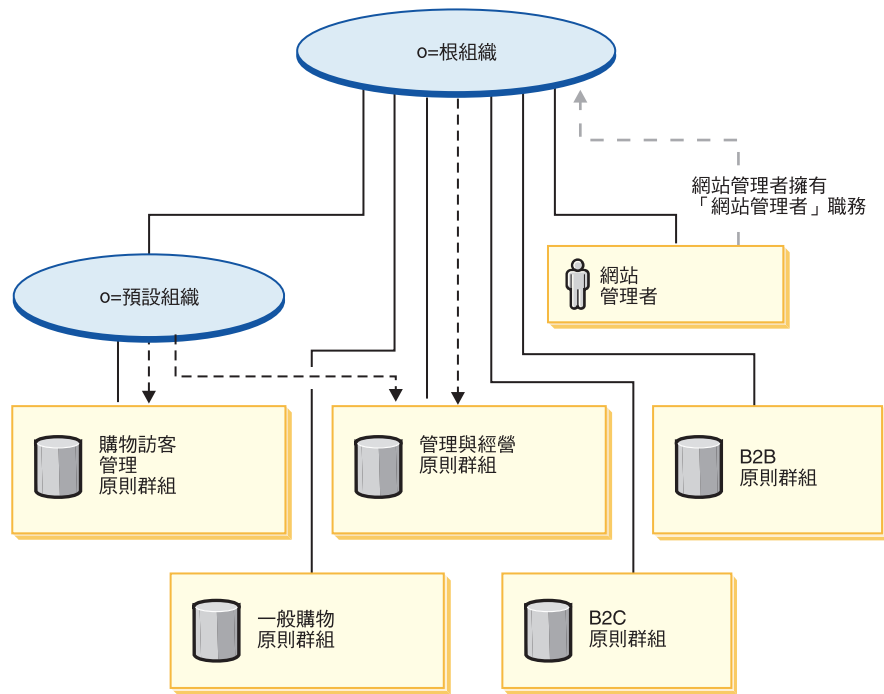 o=根組織
網站管理者擁有
「網站管理者」職務
網站
管理者
o=預設組織
購物訪客
管理
原則群組
管理與經營
原則群組
B2B
原則群組
一般購物
原則群組
B2C
原則群組